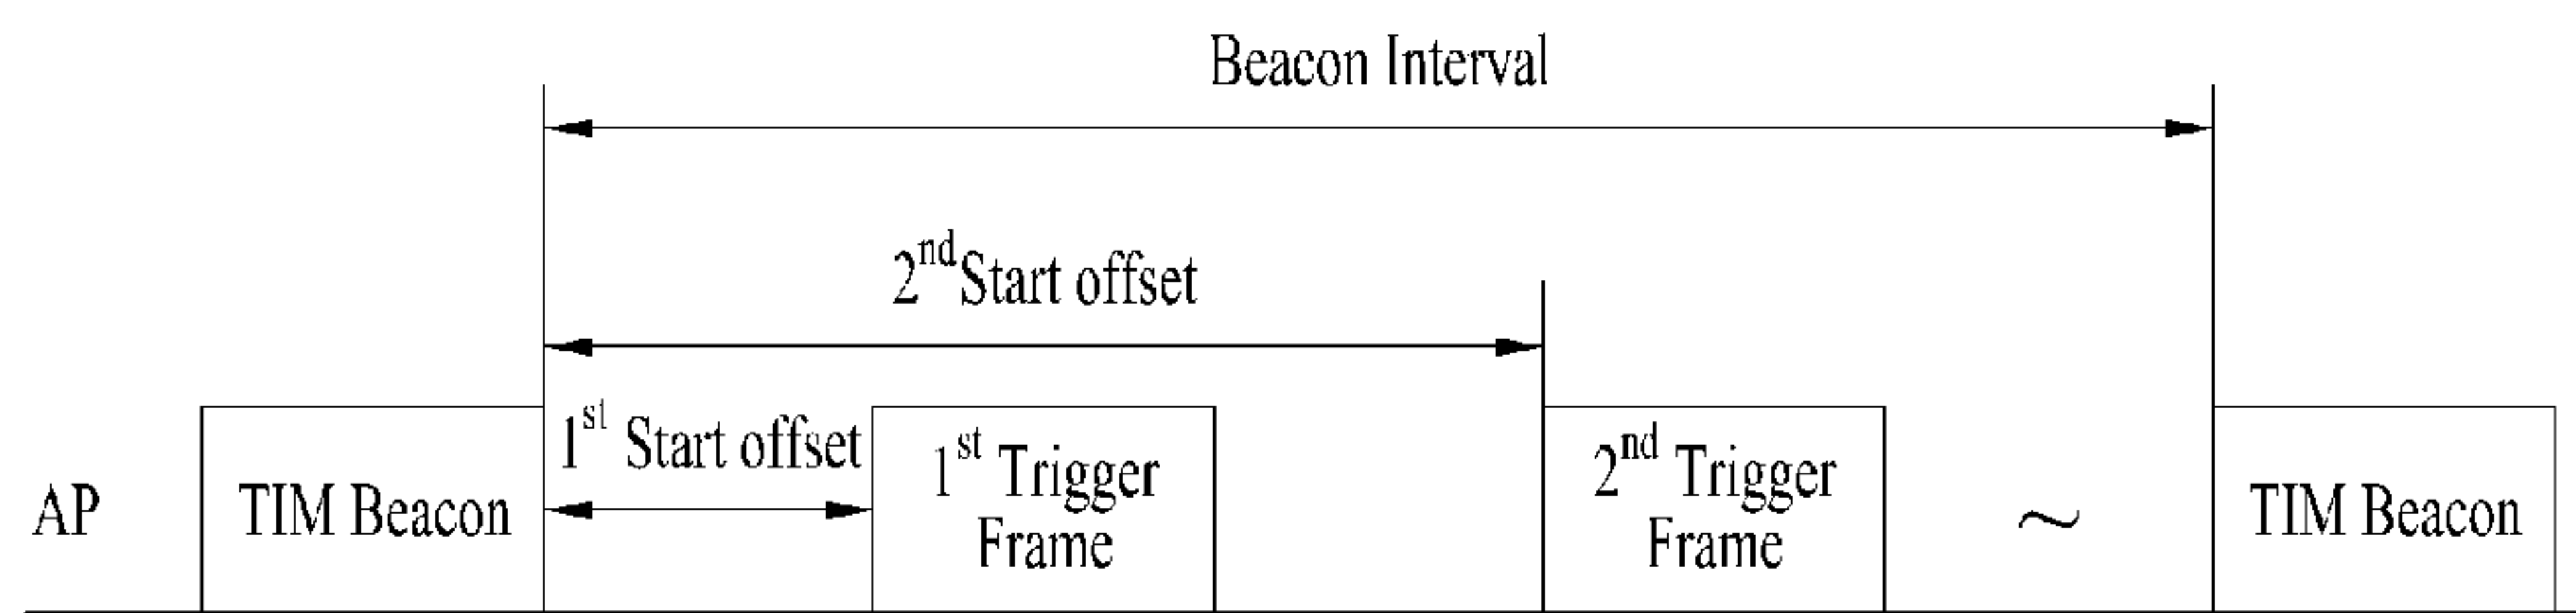 Beacon Interval
2nd Start offset
1st Start offset
AP
TIM Beacon
1st Trigger
Frame
2nd Trigger
Frame
~
TIM Beacon